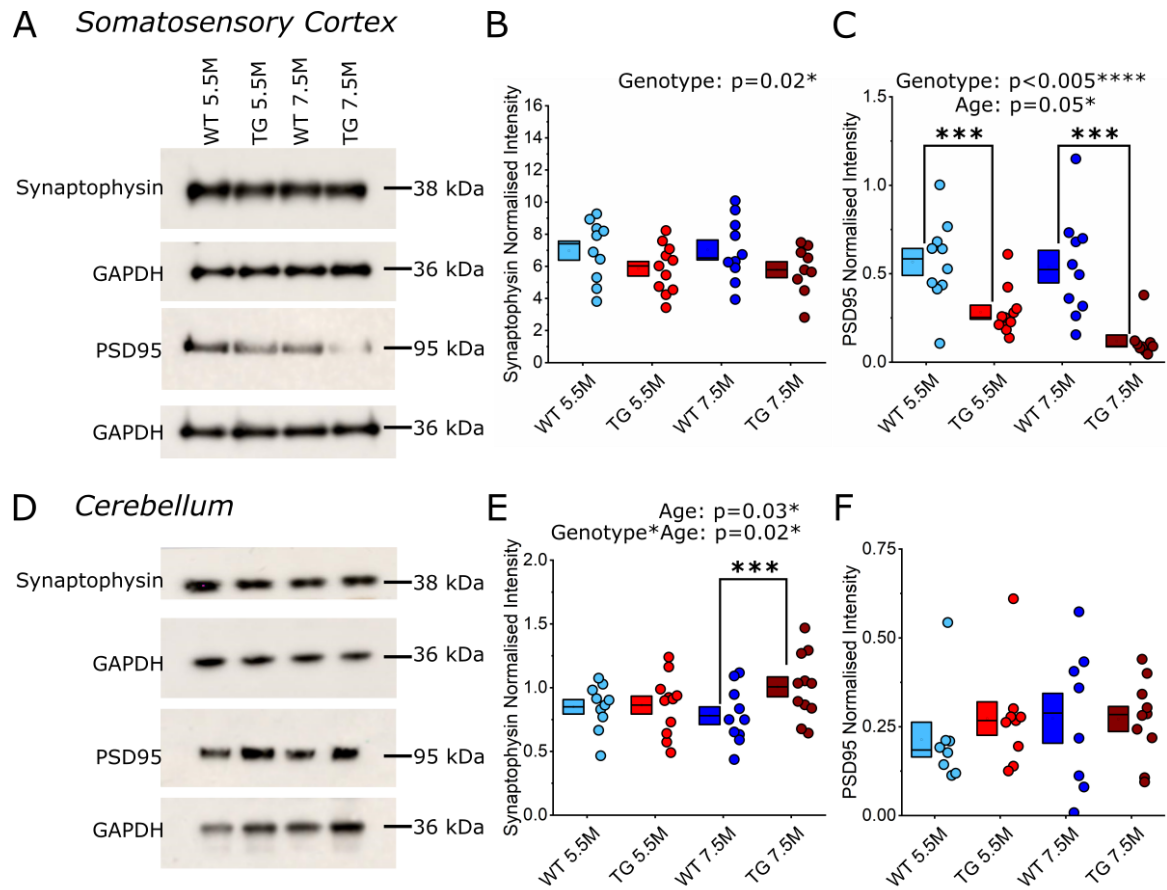 A Somatosensory Cortex
WT 5.5M
TG 5.5M
WT 7.5M
TG 7.5M
Synaptophysin
38 kDa
GAPDH
36 kDa
PSD95
95 kDa
GAPDH
36 kDa
B
Genotype: p=0.02*
Synaptophysin Normalised Intensity
16
14
12
10
8
6
4
2
0
WT 5.5M
TG 5.5M
WT 7.5M
TG 7.5M
C
Genotype: p<0.005****
Age: p=0.05*
PSD95 Normalised Intensity
1.5
1.0
0.5
0.0
***
***
WT 5.5M
TG 5.5M
WT 7.5M
TG 7.5M
D Cerebellum
Synaptophysin
38 kDa
GAPDH
36 kDa
PSD95
95 kDa
GAPDH
36 kDa
E
Age: p=0.03*
Genotype*Age: p=0.02*
Synaptophysin Normalised Intensity
2.0
1.5
1.0
0.5
0.0
***
WT 5.5M
TG 5.5M
WT 7.5M
TG 7.5M
F
PSD95 Normalised Intensity
0.75
0.50
0.25
0.00
WT 5.5M
TG 5.5M
WT 7.5M
TG 7.5M